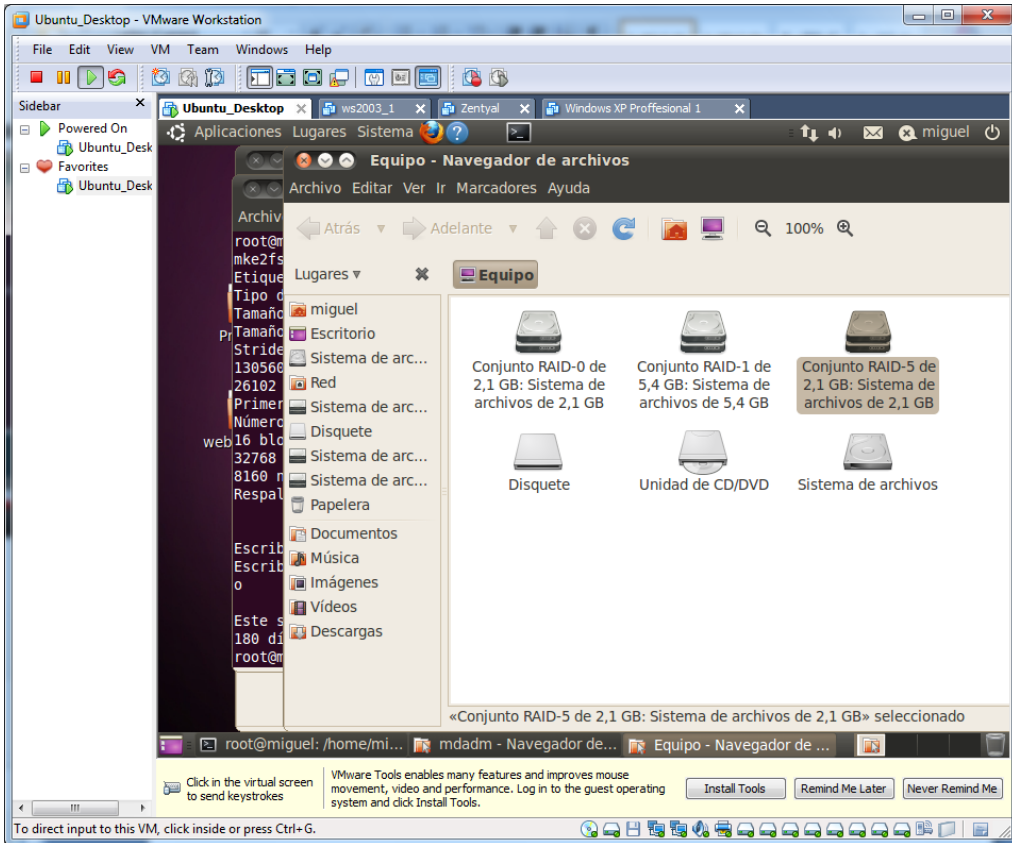 Ubuntu_Desktop - VMware Workstation
File Edit View VM Team Windows Help
Sidebar
Powered On
Ubuntu_Desk
Favorites
Ubuntu_Desk
Ubuntu_Desktop ws2003_1 Zentyal Windows XP Proffesional 1
Aplicaciones Lugares Sistema miguel
Equipo - Navegador de archivos
Archivo Editar Ver Ir Marcadores Ayuda
Atrás Adelante 100%
Lugares Equipo
miguel
Escritorio
Sistema de arc...
Red
Sistema de arc...
Disquete
Sistema de arc...
Sistema de arc...
Papelera
Documentos
Música
Imágenes
Vídeos
Descargas
Archiv
root@m
mke2fs
Etique
Tipo d
Tamaño
Tamaño
Stride
130560
26102
Primer
Número
16 blo
32768
8160 n
Respal
Escrib
Escrib
o
Este s
180 dí
root@m
Pr
web
Conjunto RAID-0 de
2,1 GB: Sistema de
archivos de 2,1 GB
Conjunto RAID-1 de
5,4 GB: Sistema de
archivos de 5,4 GB
Conjunto RAID-5 de
2,1 GB: Sistema de
archivos de 2,1 GB
Disquete
Unidad de CD/DVD
Sistema de archivos
«Conjunto RAID-5 de 2,1 GB: Sistema de archivos de 2,1 GB» seleccionado
root@miguel: /home/mi... mdadm - Navegador de... Equipo - Navegador de ...
Click in the virtual screen
to send keystrokes
VMware Tools enables many features and improves mouse
movement, video and performance. Log in to the guest operating
system and click Install Tools.
Install Tools Remind Me Later Never Remind Me
To direct input to this VM, click inside or press Ctrl+G.